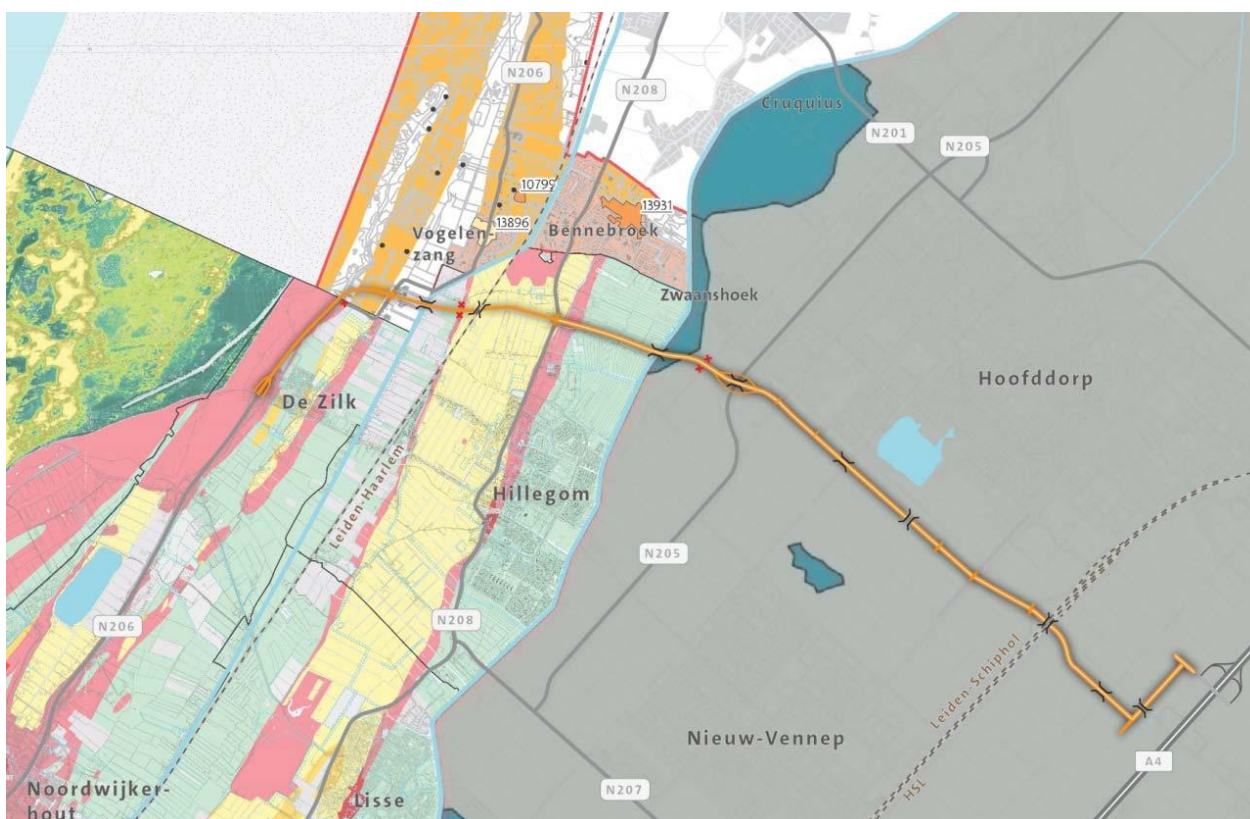 N206
N208
Cruquius
N201
N205
10799
13931
13896
Vogelen-
zang
Bennebroek
Zwaanshoek
Hoofddorp
De Zilk
Leiden-Haarlem
Hillegom
N205
N206
N208
Leiden-Schiphol
Nieuw-Vennep
A4
HSL
N207
Noordwijker-
hout
Lisse